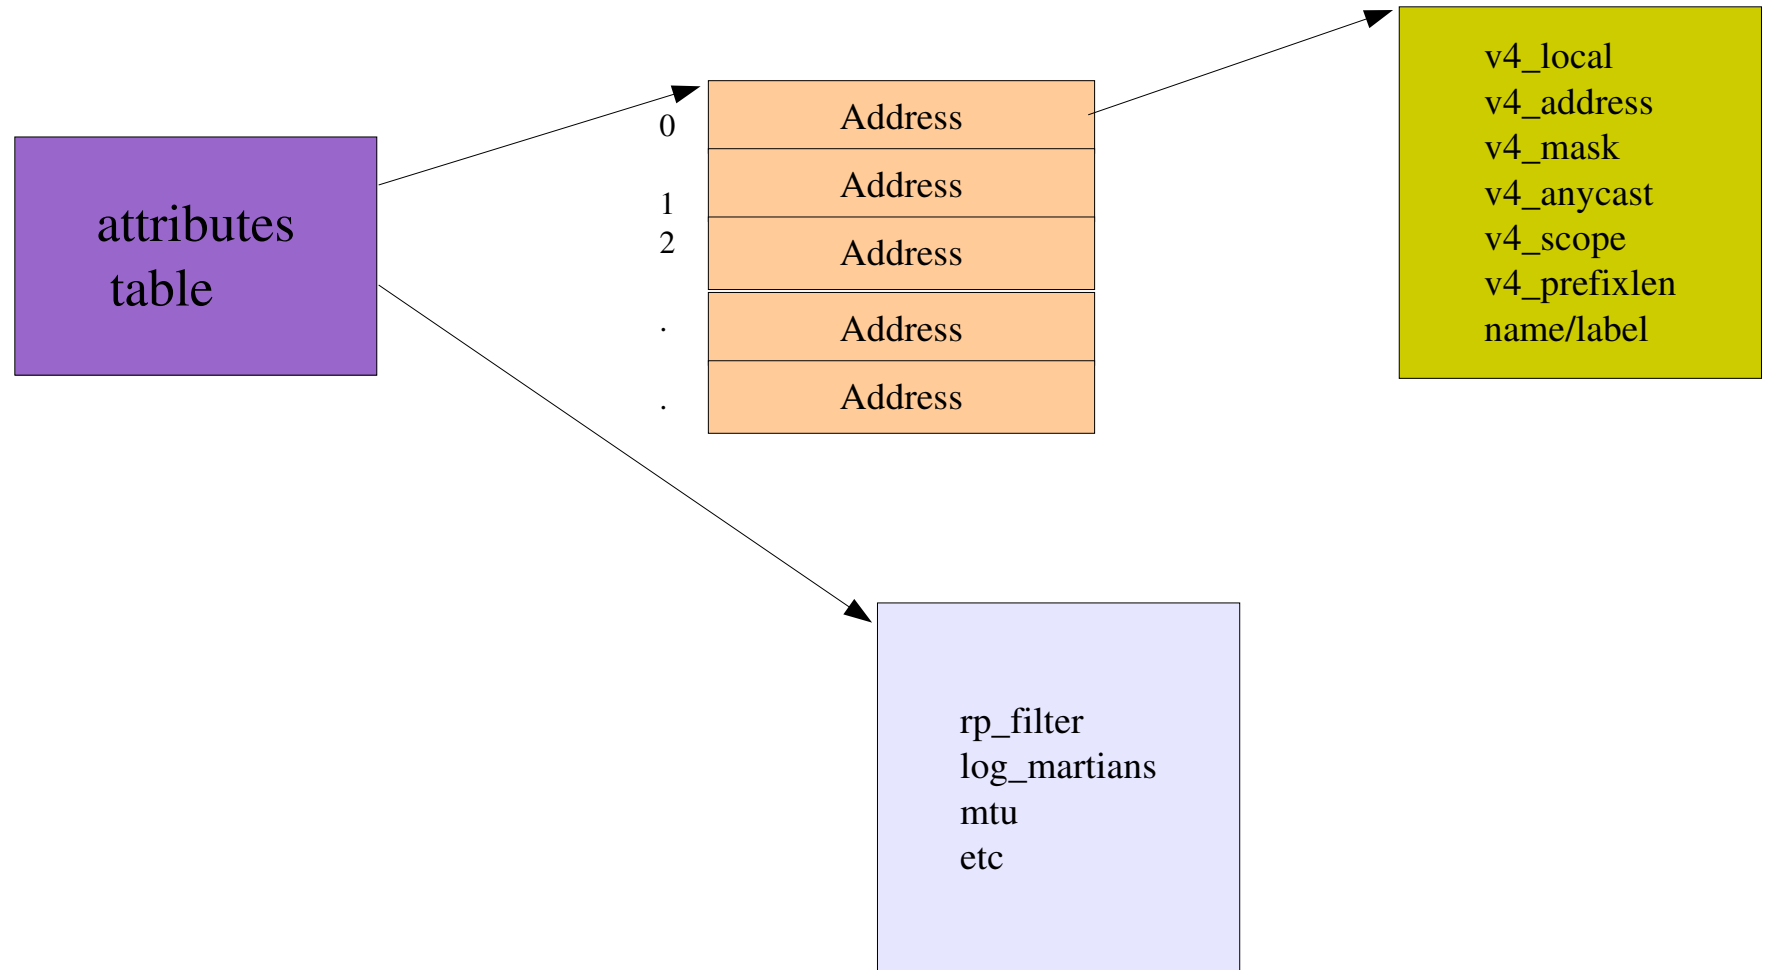 attributes
table
0
1
2
.
.
Address
Address
Address
Address
Address
v4_local
v4_address
v4_mask
v4_anycast
v4_scope
v4_prefixlen
name/label
rp_filter
log_martians
mtu
etc